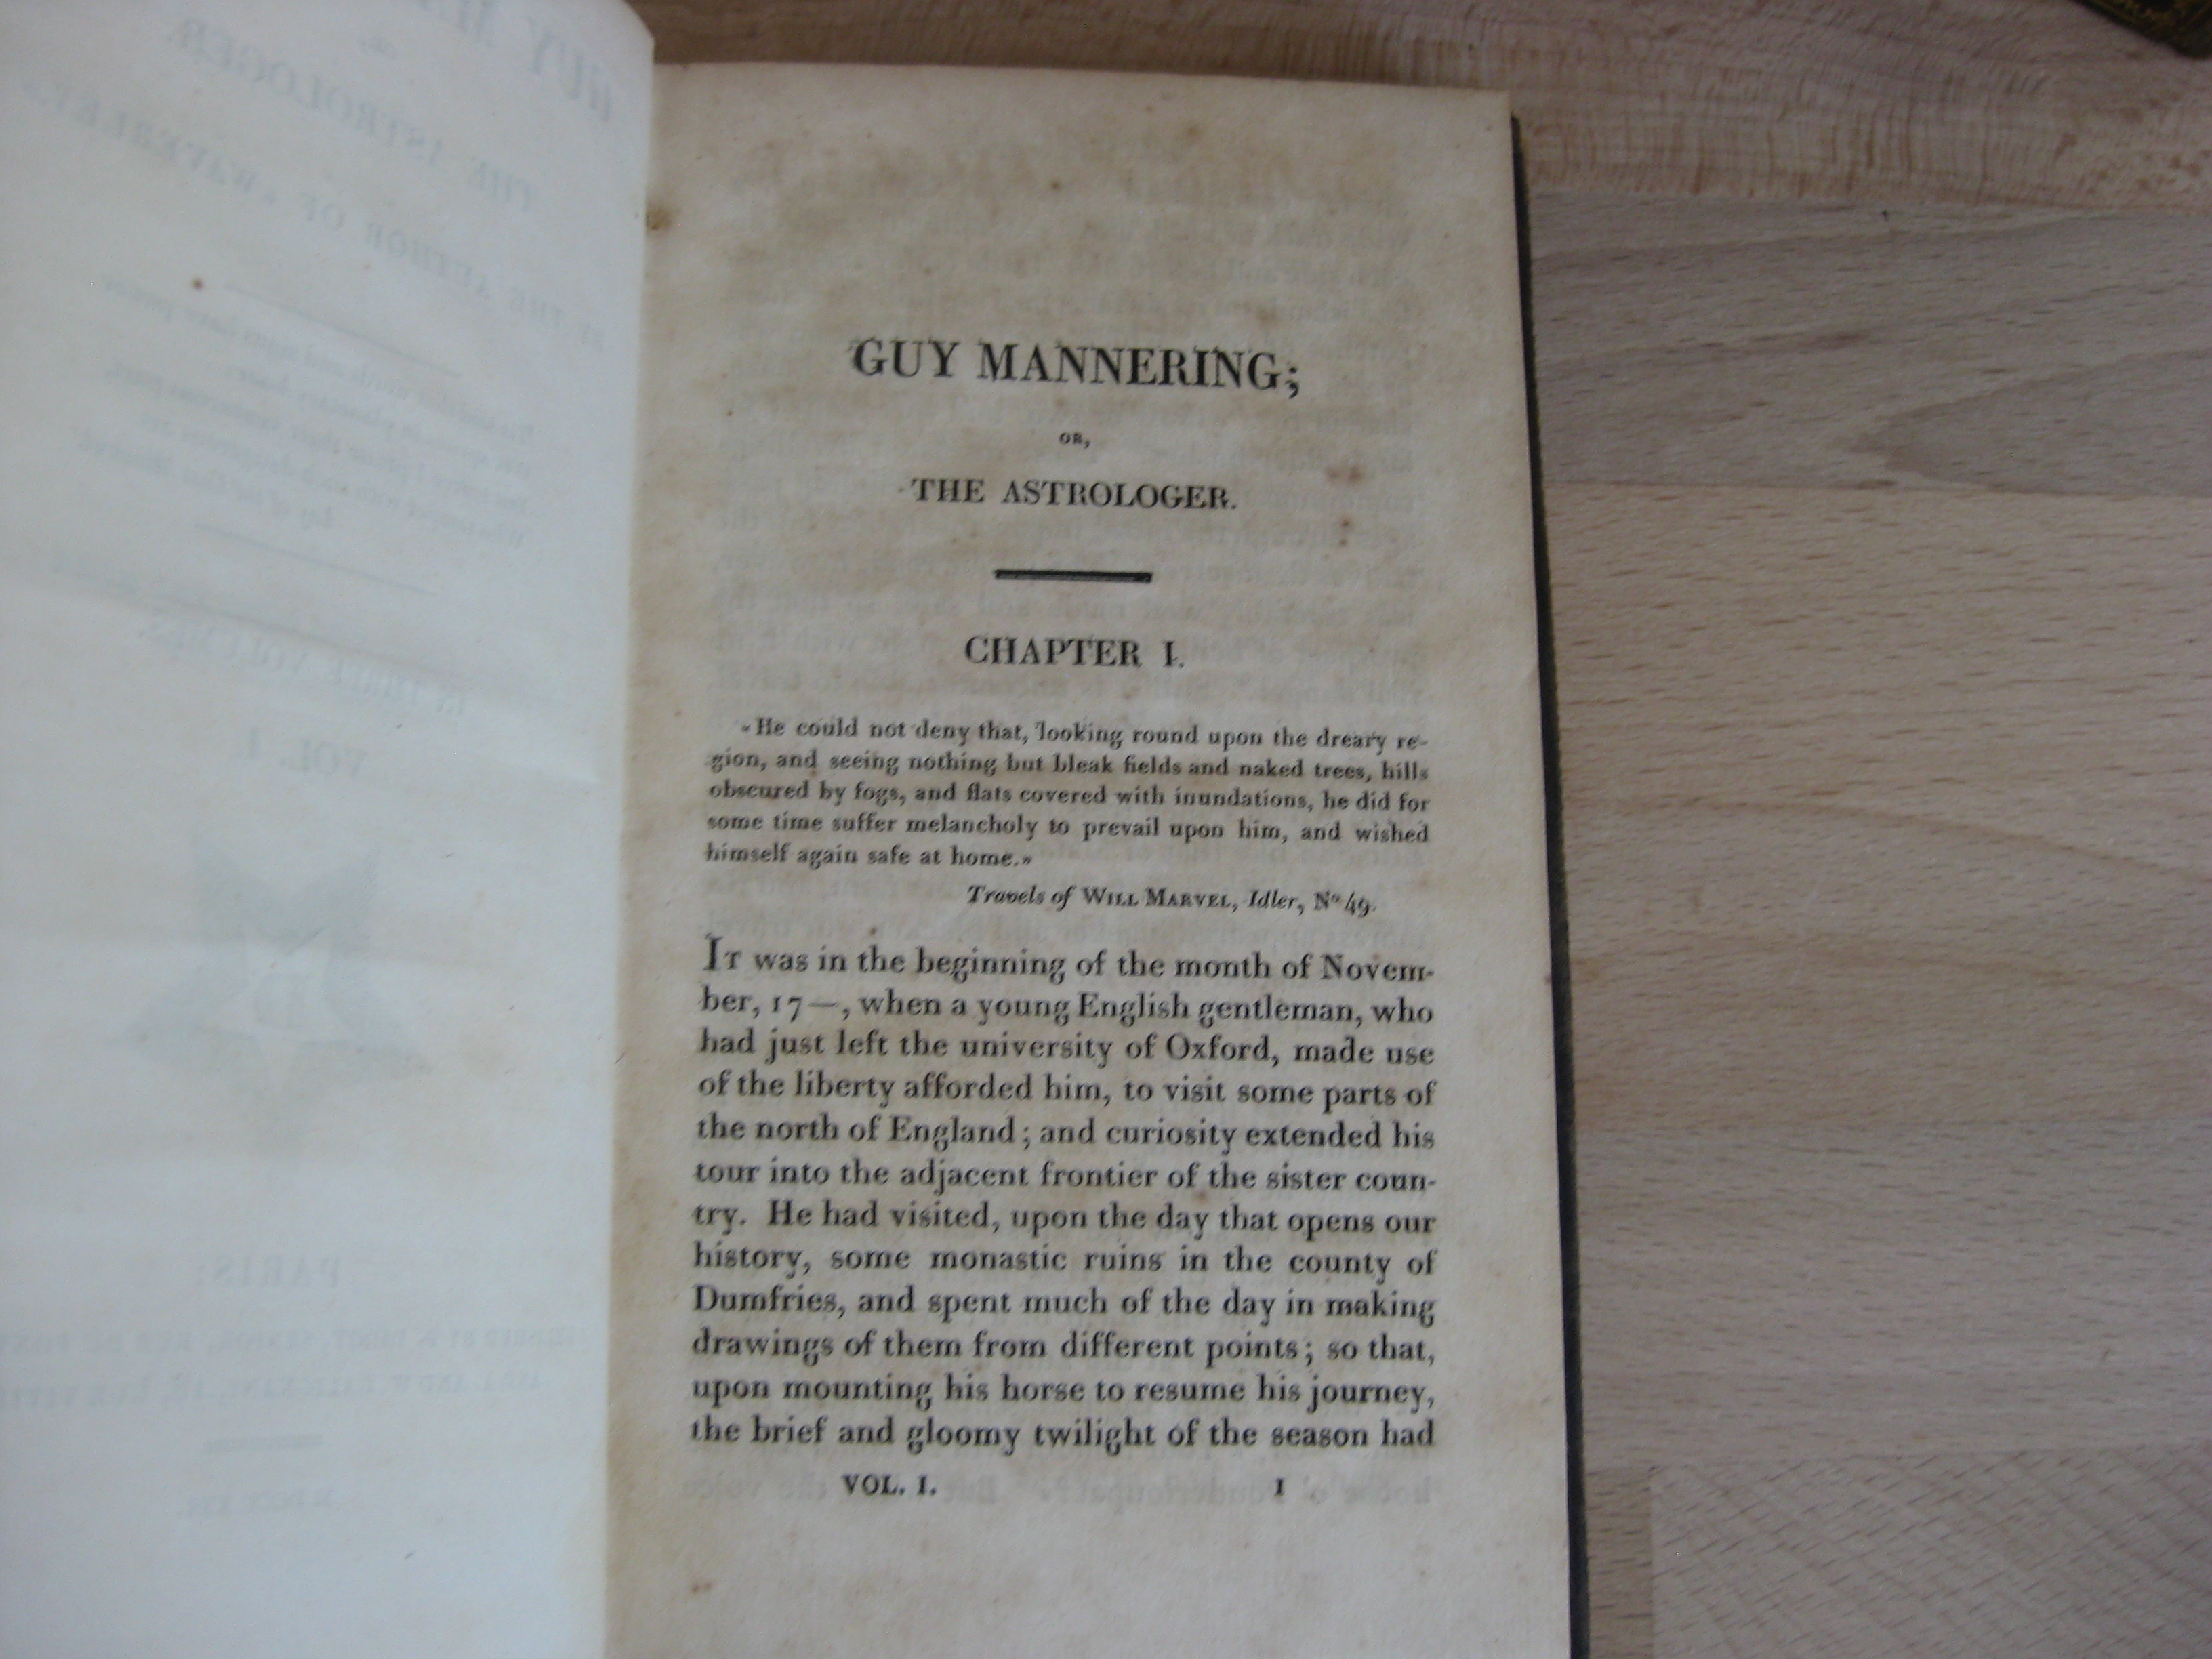 GUY MANNERING;
OR,
THE ASTROLOGER.
CHAPTER I.
«He could not deny that, looking round upon the dreary re-
gion, and seeing nothing but bleak fields and naked trees, hills
obscured by fogs, and flats covered with inundations, he did for
some time suffer melancholy to prevail upon him, and wished
himself again safe at home.»
Travels of WILL MARVEL, Idler, No 49.
IT was in the beginning of the month of Novem-
ber, 17—, when a young English gentleman, who
had just left the university of Oxford, made use
of the liberty afforded him, to visit some parts of
the north of England; and curiosity extended his
tour into the adjacent frontier of the sister coun-
try. He had visited, upon the day that opens our
history, some monastic ruins in the county of
Dumfries, and spent much of the day in making
drawings of them from different points; so that,
upon mounting his horse to resume his journey,
the brief and gloomy twilight of the season had
VOL. I. 1